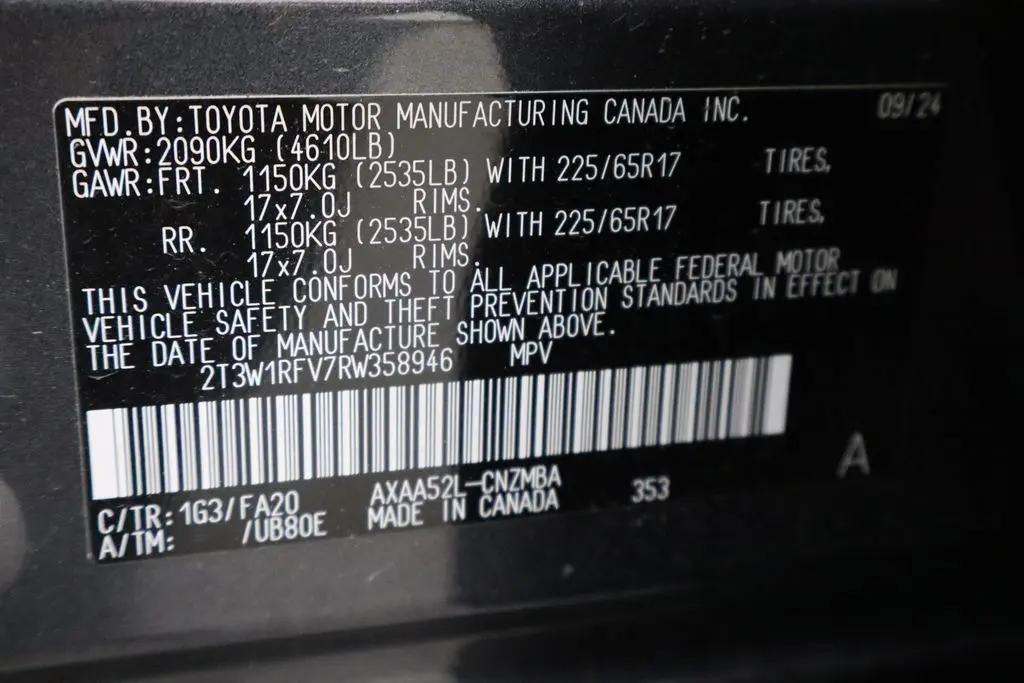 MFD.BY:TOYOTA MOTOR MANUFACTURING CANADA INC. 09/24
GVWR:2090KG (4610LB)
GAWR:FRT. 1150KG (2535LB) WITH 225/65R17 TIRES,
17x7.0J RIMS.
RR. 1150KG (2535LB) WITH 225/65R17 TIRES,
17x7.0J RIMS.
THIS VEHICLE CONFORMS TO ALL APPLICABLE FEDERAL MOTOR
VEHICLE SAFETY AND THEFT PREVENTION STANDARDS IN EFFECT ON
THE DATE OF MANUFACTURE SHOWN ABOVE.
2T3W1RFV7RW358946 MPV
A
C/TR:1G3/FA20 AXAA52L-CNZMBA 353
A/TM: /UB80E MADE IN CANADA